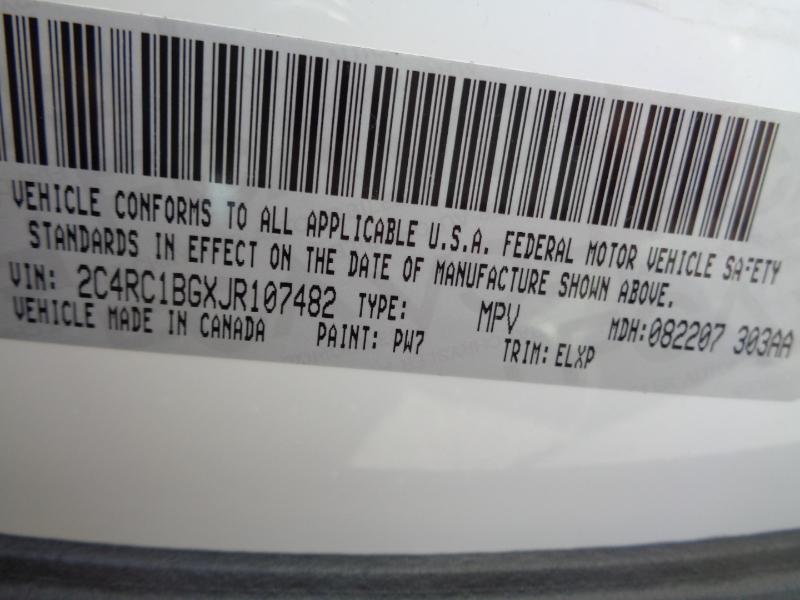 VEHICLE CONFORMS TO ALL APPLICABLE U.S.A. FEDERAL MOTOR VEHICLE SAFETY
STANDARDS IN EFFECT ON THE DATE OF MANUFACTURE SHOWN ABOVE.
VIN: 2C4RC1BGXJR107482 TYPE: MPV MDH:082207 303AA
VEHICLE MADE IN CANADA PAINT: PW7 TRIM: ELXP